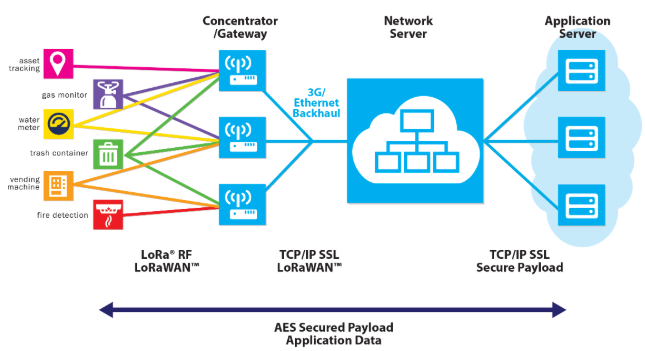 Concentrator
/Gateway
Network
Server
Application
Server
asset
tracking
gas monitor
water
meter
trash container
vending
machine
fire detection
3G/
Ethernet
Backhaul
LoRa® RF
LoRaWAN™
TCP/IP SSL
LoRaWAN™
TCP/IP SSL
Secure Payload
AES Secured Payload
Application Data